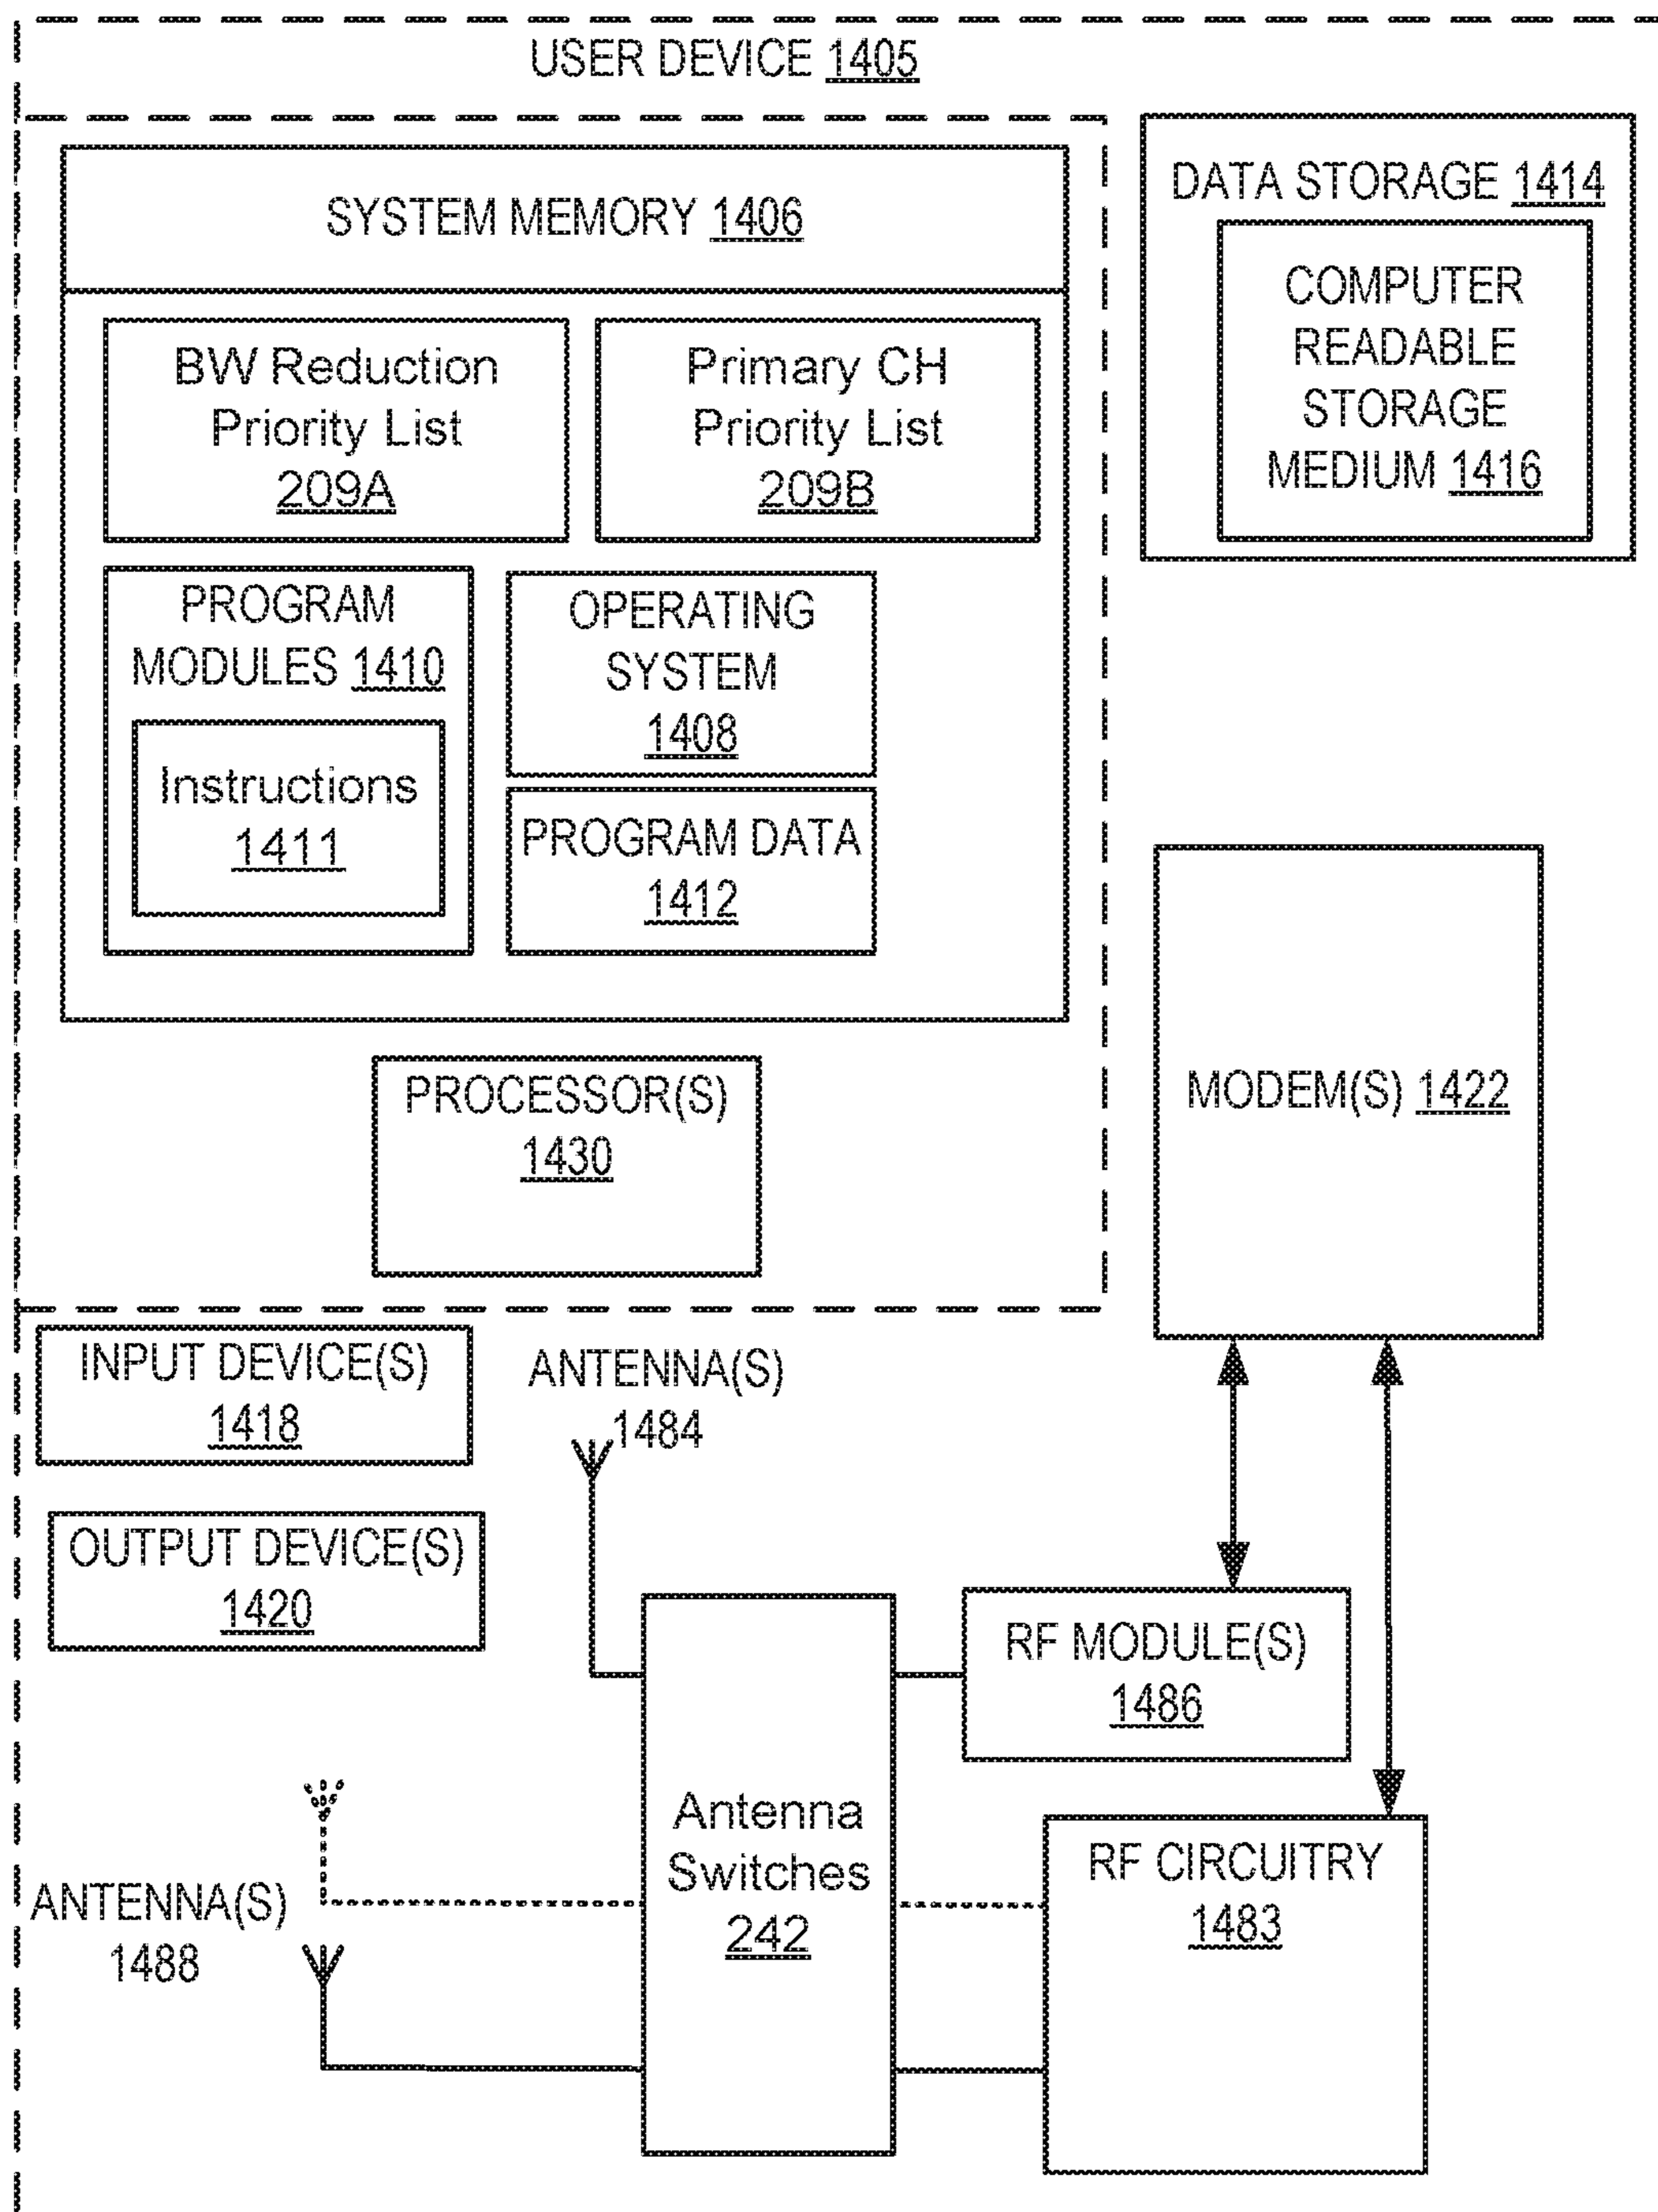 USER DEVICE 1405
SYSTEM MEMORY 1406
BW Reduction
Priority List
209A
Primary CH
Priority List
209B
PROGRAM
MODULES 1410
Instructions
1411
OPERATING
SYSTEM
1408
PROGRAM DATA
1412
PROCESSOR(S)
1430
DATA STORAGE 1414
COMPUTER
READABLE
STORAGE
MEDIUM 1416
MODEM(S) 1422
INPUT DEVICE(S)
1418
OUTPUT DEVICE(S)
1420
ANTENNA(S)
1484
ANTENNA(S)
1488
Antenna
Switches
242
RF MODULE(S)
1486
RF CIRCUITRY
1483